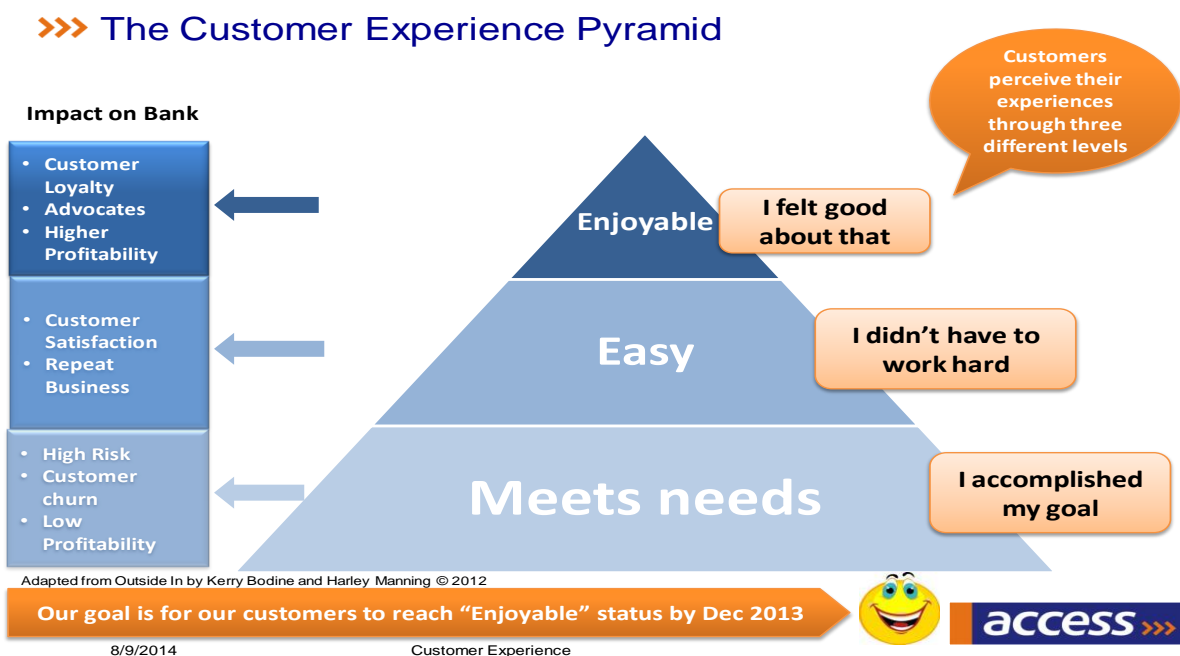 >>> The Customer Experience Pyramid
Customers
perceive their
experiences
through three
different levels
Impact on Bank
• Customer
Loyalty
• Advocates
• Higher
Profitability
Enjoyable
I felt good
about that
• Customer
Satisfaction
• Repeat
Business
Easy
I didn’t have to
work hard
• High Risk
• Customer
churn
• Low
Profitability
Meets needs
I accomplished
my goal
Adapted from Outside In by Kerry Bodine and Harley Manning © 2012
Our goal is for our customers to reach “Enjoyable” status by Dec 2013
access >>>
8/9/2014
Customer Experience